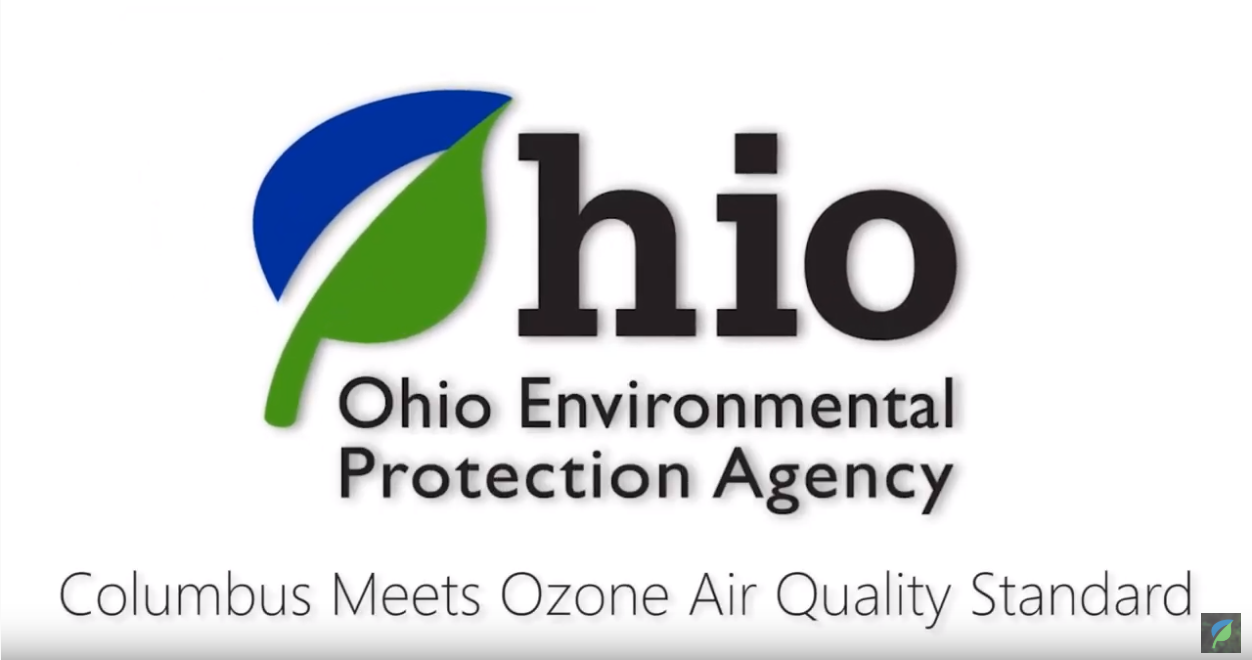 Ohio
Ohio Environmental
Protection Agency
Columbus Meets Ozone Air Quality Standard